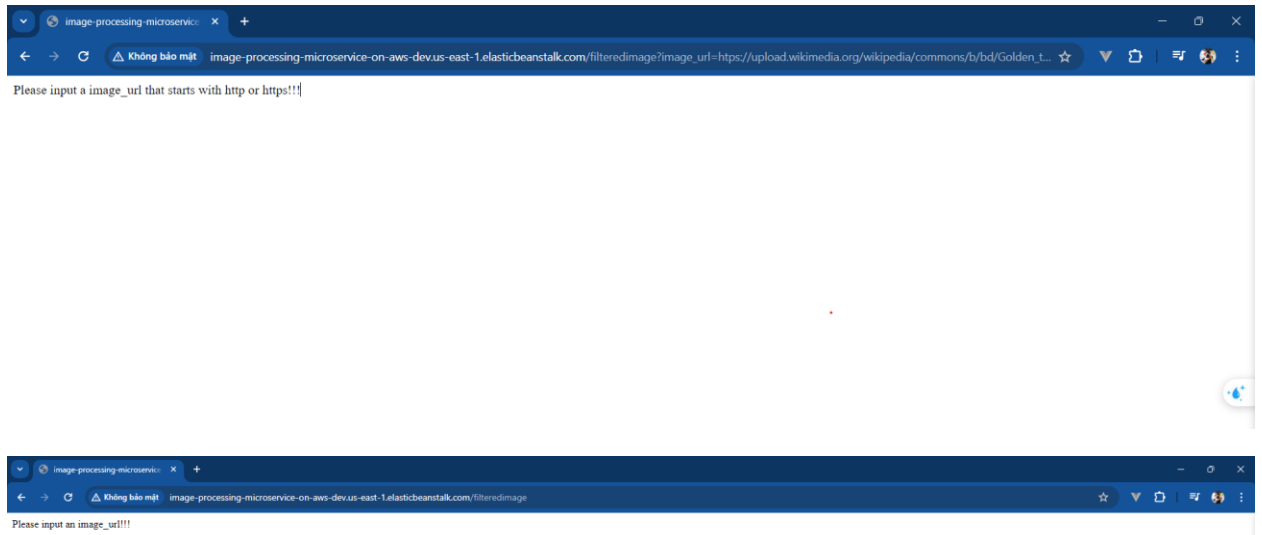 image-processing-microservice
Không bảo mật image-processing-microservice-on-aws-dev.us-east-1.elasticbeanstalk.com/filteredimage?image_url=htps://upload.wikimedia.org/wikipedia/commons/b/bd/Golden_t...
Please input a image_url that starts with http or https!!!
image-processing-microservice
Không bảo mật image-processing-microservice-on-aws-dev.us-east-1.elasticbeanstalk.com/filteredimage
Please input an image_url!!!